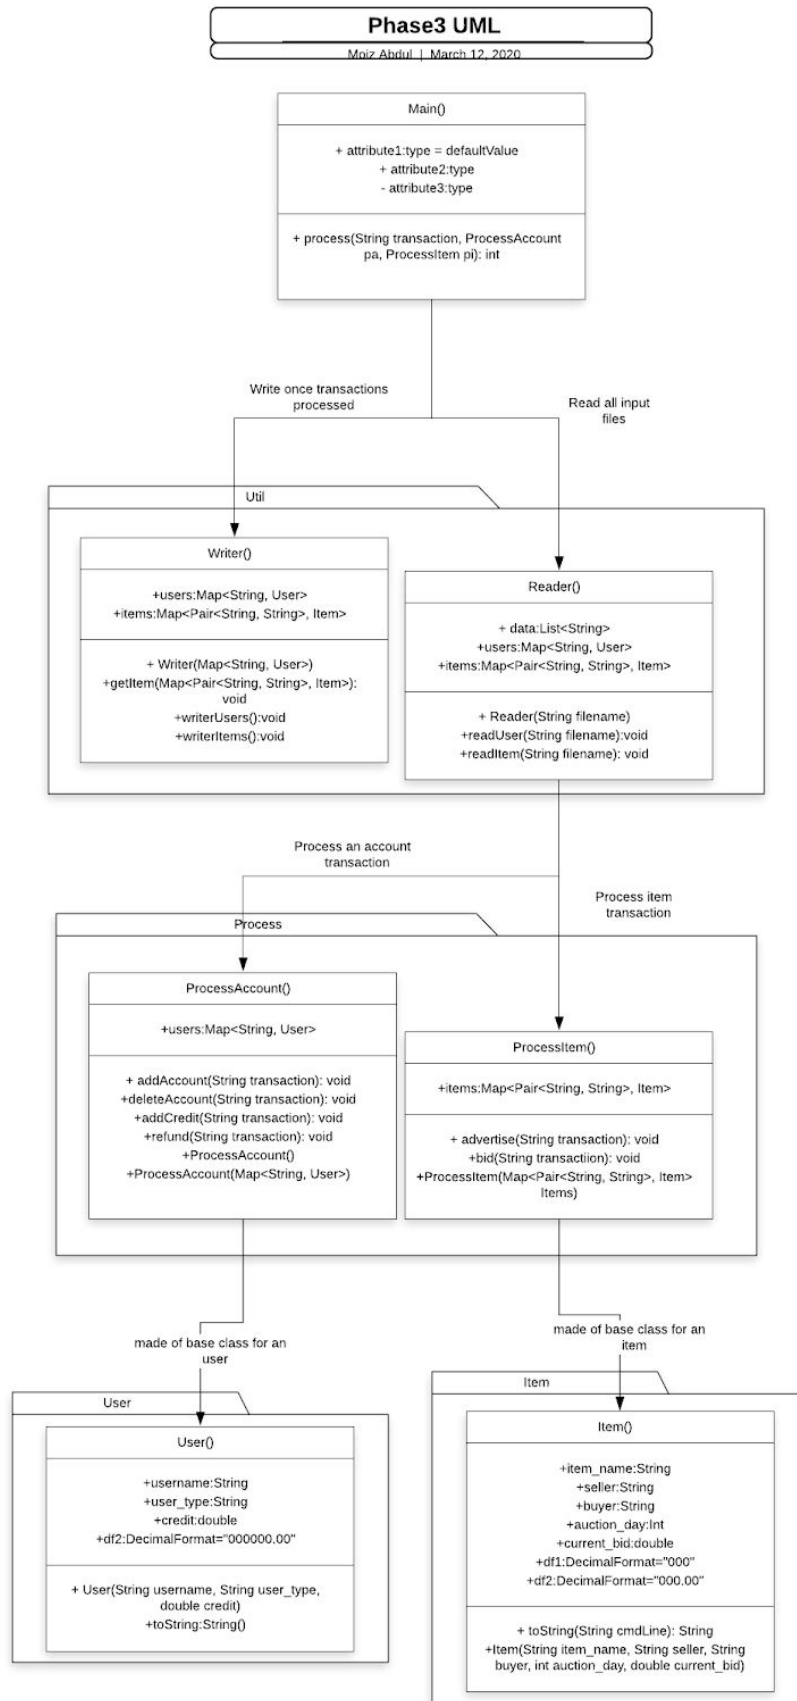 Phase3 UML
Moiz Abdul | March 12, 2020
Main()
+ attribute1:type = defaultValue
+ attribute2:type
- attribute3:type
+ process(String transaction, ProcessAccount
pa, ProcessItem pi): int
Write once transactions
processed
Read all input
files
Util
Writer()
+users:Map<String, User>
+items:Map<Pair<String, String>, Item>
+ Writer(Map<String, User>)
+getItem(Map<Pair<String, String>, Item>):
void
+writerUsers():void
+writerItems():void
Reader()
+ data:List<String>
+users:Map<String, User>
+items:Map<Pair<String, String>, Item>
+ Reader(String filename)
+readUser(String filename):void
+readItem(String filename): void
Process an account
transaction
Process item
transaction
Process
ProcessAccount()
+users:Map<String, User>
+ addAccount(String transaction): void
+deleteAccount(String transaction): void
+addCredit(String transaction): void
+refund(String transaction): void
+ProcessAccount()
+ProcessAccount(Map<String, User>)
ProcessItem()
+items:Map<Pair<String, String>, Item>
+ advertise(String transaction): void
+bid(String transactiion): void
+ProcessItem(Map<Pair<String, String>, Item>
Items)
made of base class for an
user
made of base class for an
item
User
User()
+username:String
+user_type:String
+credit:double
+df2:DecimalFormat="000000.00"
+ User(String username, String user_type,
double credit)
+toString:String()
Item
Item()
+item_name:String
+seller:String
+buyer:String
+auction_day:Int
+current_bid:double
+df1:DecimalFormat="000"
+df2:DecimalFormat="000.00"
+ toString(String cmdLine): String
+Item(String item_name, String seller, String
buyer, int auction_day, double current_bid)